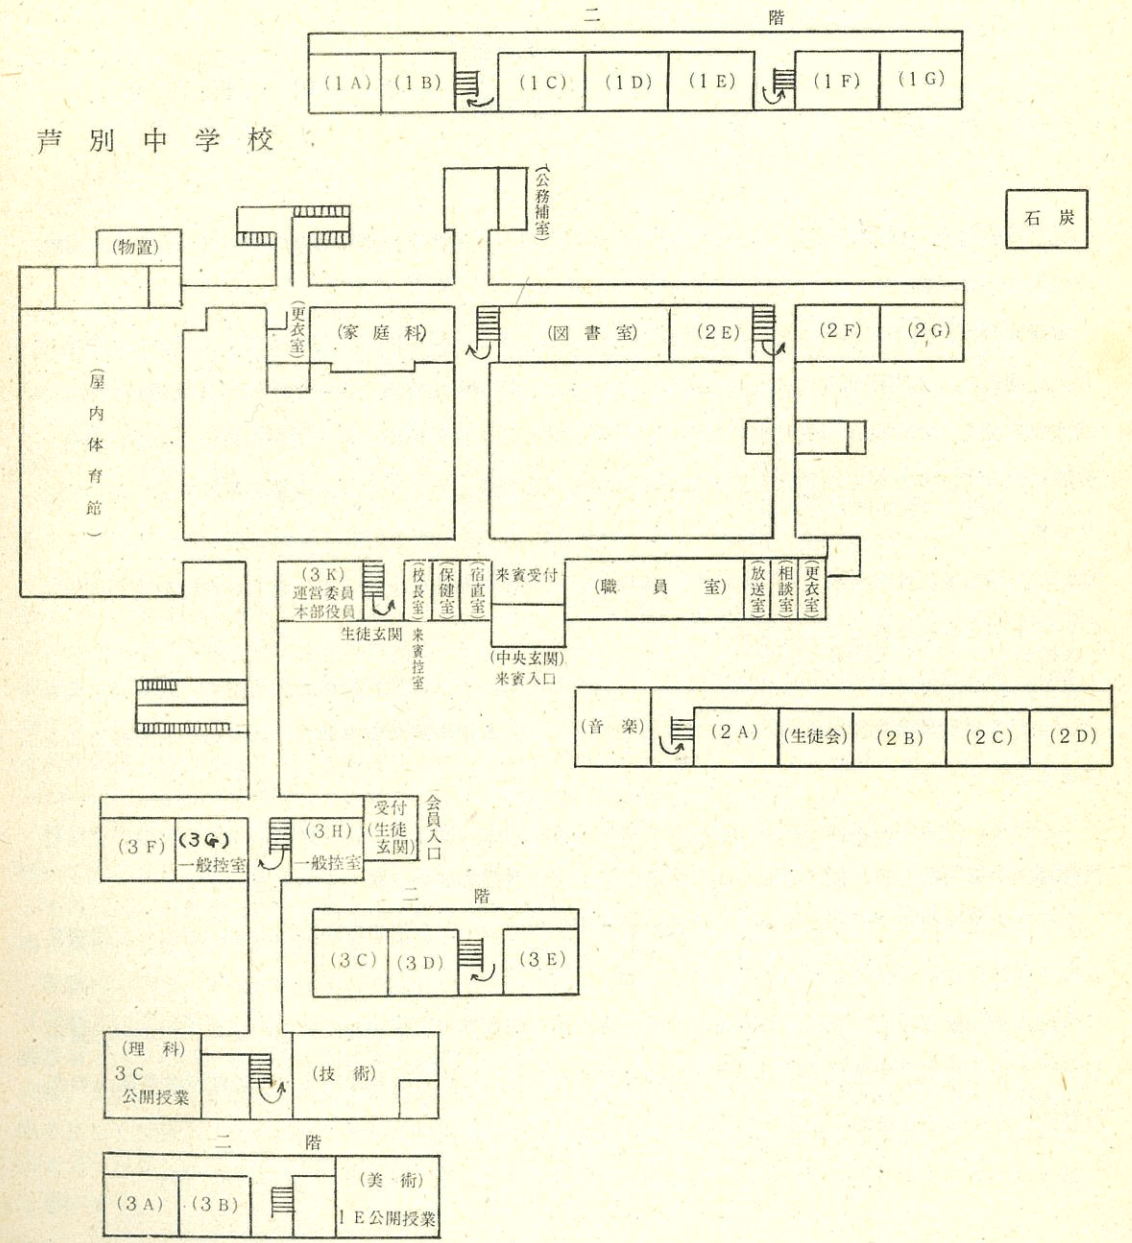 二 階
(1A) (1B) (1C) (1D) (1E) (1F) (1G)
芦別中学校
(公務補室)
石炭
(物置)
(更衣室)
(家庭科)
(図書室)
(2E)
(2F)
(2G)
(屋内体育館)
(3K)
運営委員
本部役員
生徒玄関
(校長室)来賓控室
(保健室)
(宿直室)
来賓受付
(中央玄関)
来賓入口
(職員室)
(放送室)
(相談室)
(更衣室)
(音楽) (2A) (生徒会) (2B) (2C) (2D)
(3F)
(3G)
一般控室
(3H)
一般控室
受付
(生徒
玄関)
会員入口
二 階
(3C) (3D) (3E)
(理科)
3C
公開授業
(技術)
二 階
(3A) (3B)
(美術)
1E公開授業